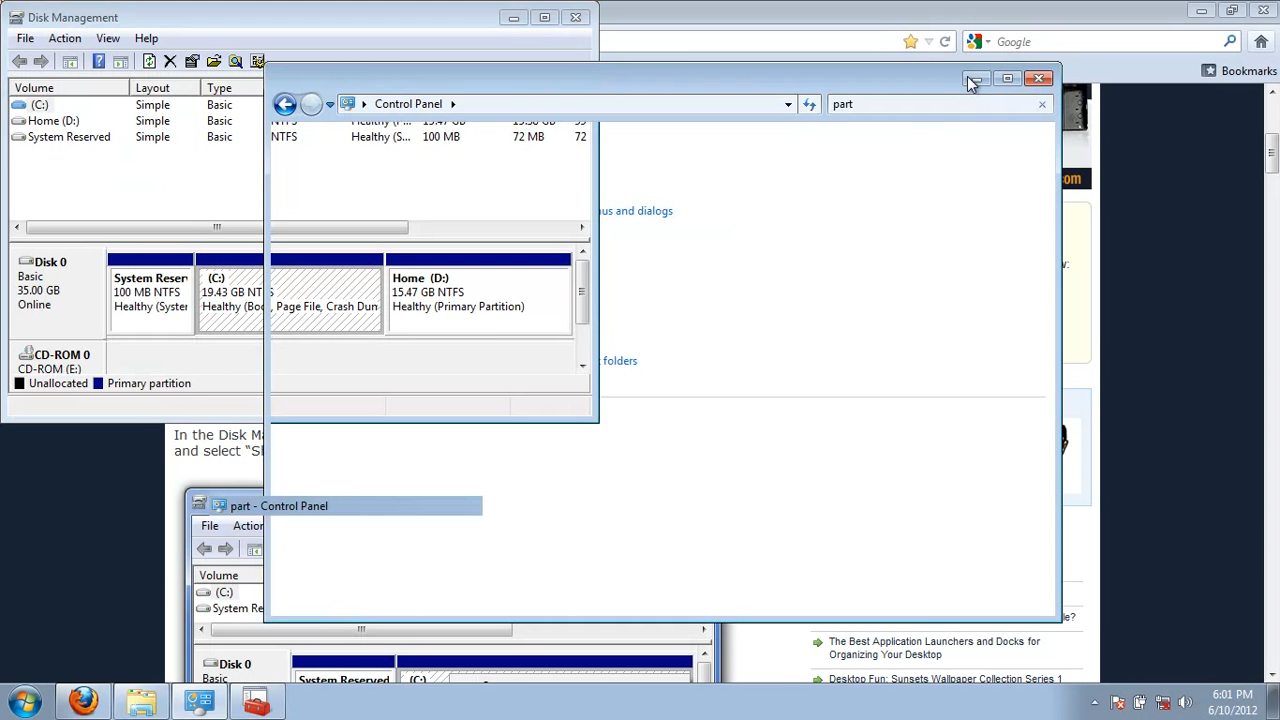 Disk Management
File Action View Help
Volume Layout Type
(C:) Simple Basic
Home (D:) Simple Basic
System Reserved Simple Basic
Google
Bookmarks
Control Panel
part
NTFS Healthy (S... 100 MB 72 MB 72
com
nus and dialogs
Disk 0
Basic
35.00 GB
Online
System Reser
100 MB NTFS
Healthy (Syste
(C:)
19.43 GB NTFS
Healthy (Boo, Page File, Crash Dun
Home (D:)
15.47 GB NTFS
Healthy (Primary Partition)
folders
CD-ROM 0
CD-ROM (E:)
Unallocated Primary partition
In the Disk Ma
and select "Sh
part - Control Panel
File Action
Volume
(C:)
System Re
Disk 0
Basic
System Reserved
(C:)
The Best Application Launchers and Docks for
Organizing Your Desktop
Desktop Fun: Sunsets Wallpaper Collection Series 1
6:01 PM
6/10/2012